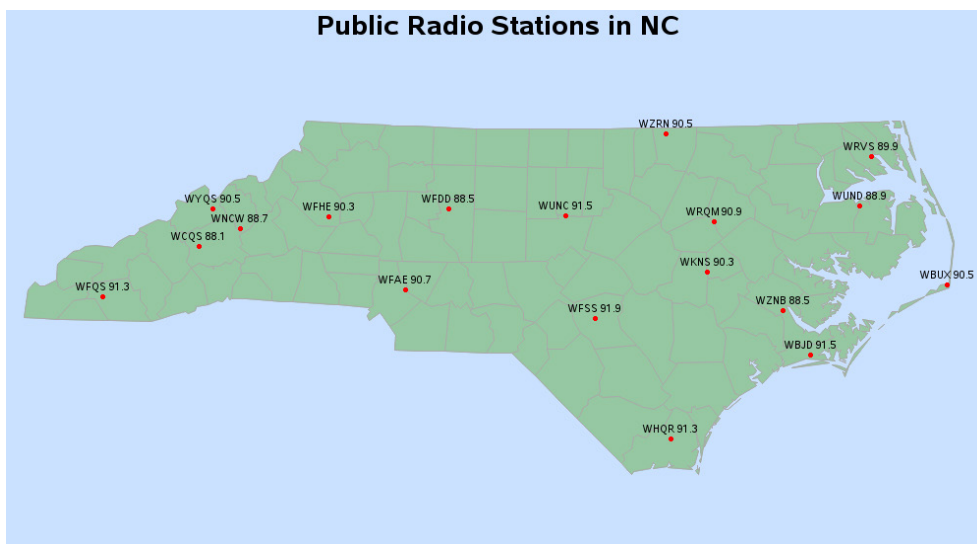 Public Radio Stations in NC
WZRN 90.5
WRVS 89.9
WYQS 90.5
WUND 88.9
WFHE 90.3
WFDD 88.5
WUNC 91.5
WNCW 88.7
WRQM 90.9
WCQS 88.1
WKNS 90.3
WBUX 90.5
WFQS 91.3
WFAE 90.7
WZNB 88.5
WFSS 91.9
WBJD 91.5
WHQR 91.3